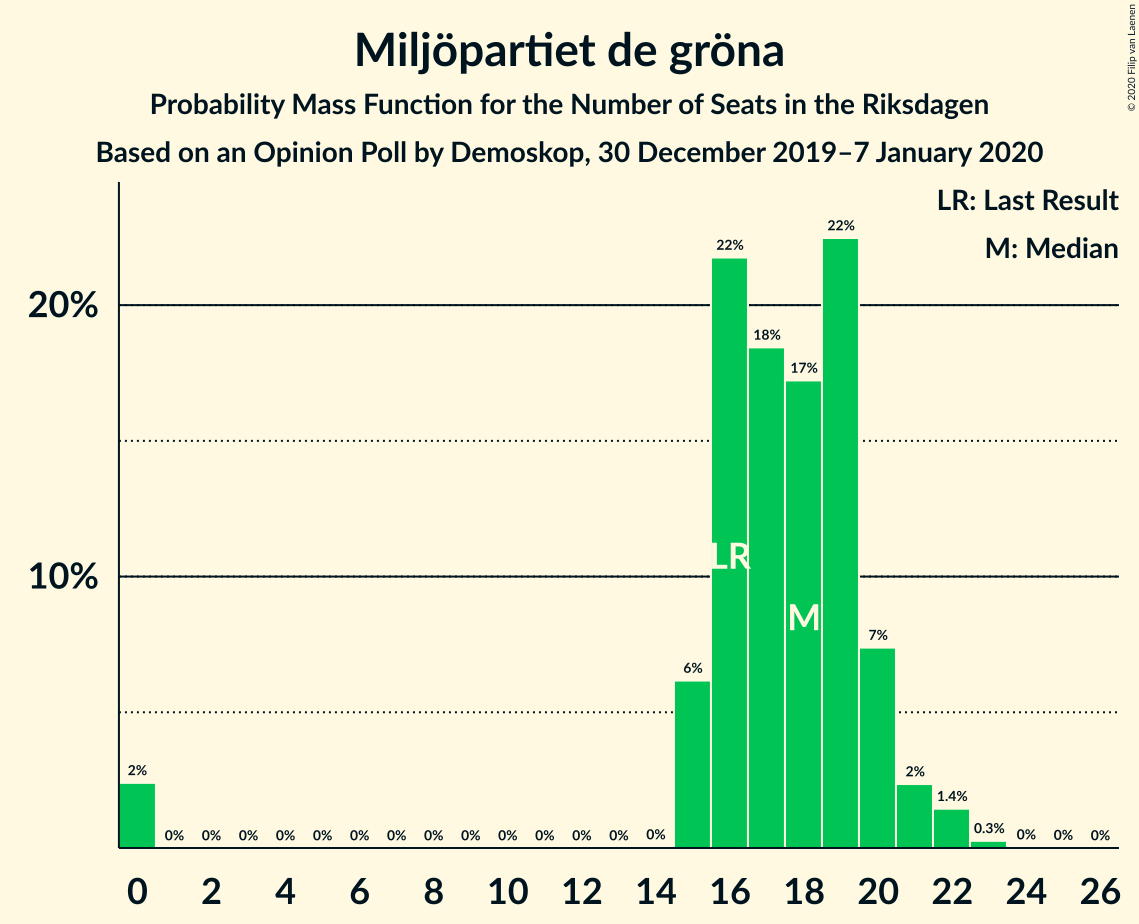 © 2020 Filip van Laenen
Miljöpartiet de gröna
Probability Mass Function for the Number of Seats in the Riksdagen
Based on an Opinion Poll by Demoskop, 30 December 2019–7 January 2020
LR: Last Result
M: Median
20%
10%
2% 0% 0% 0% 0% 0% 0% 0% 0% 0% 0% 0% 0% 0% 0% 6% 22% 18% 17% 22% 7% 2% 1.4% 0.3% 0% 0% 0%
LR
M
0 2 4 6 8 10 12 14 16 18 20 22 24 26